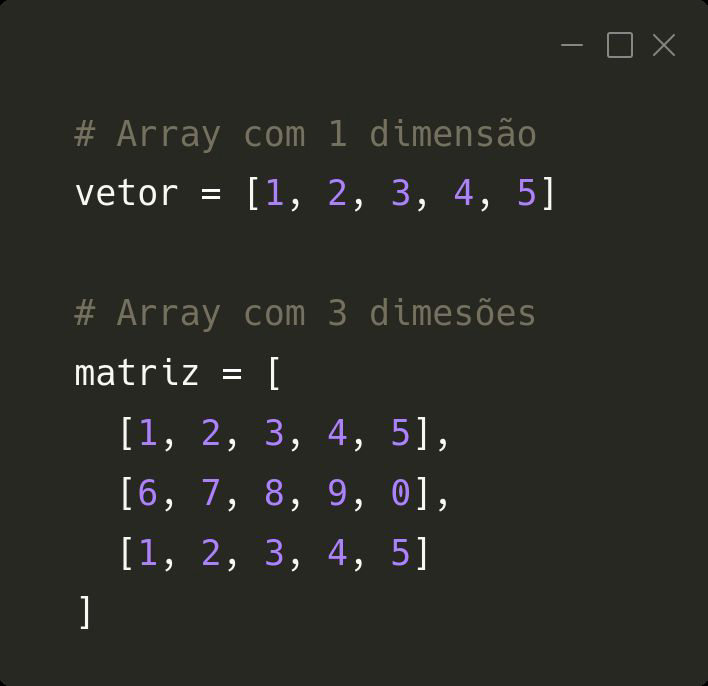 # Array com 1 dimensão
vetor = [1, 2, 3, 4, 5]
# Array com 3 dimesões
matriz = [
  [1, 2, 3, 4, 5],
  [6, 7, 8, 9, 0],
  [1, 2, 3, 4, 5]
]